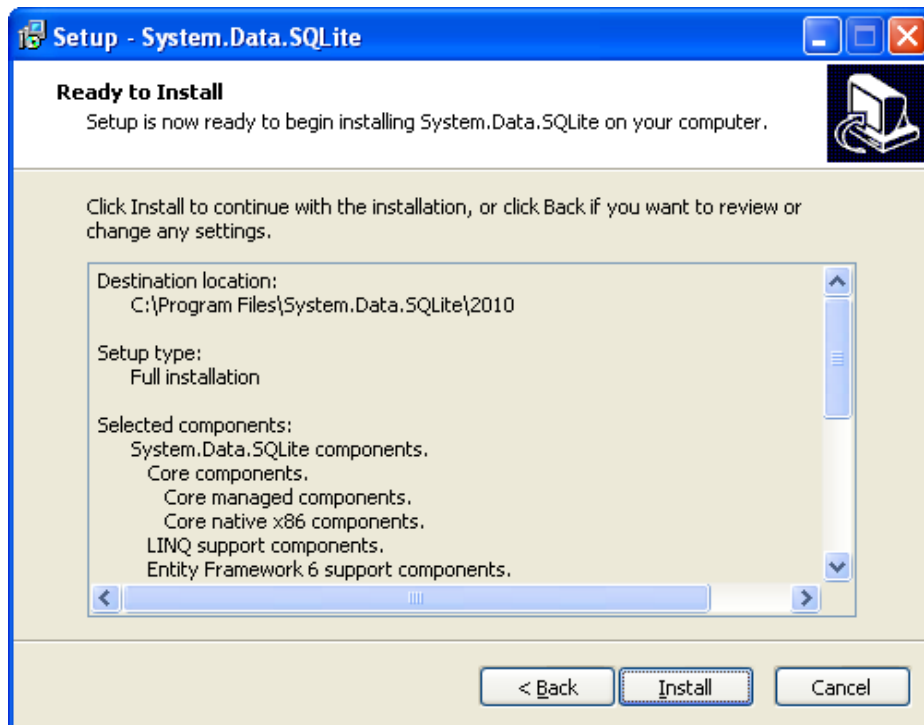 Setup - System.Data.SQLite
Ready to Install
Setup is now ready to begin installing System.Data.SQLite on your computer.
Click Install to continue with the installation, or click Back if you want to review or
change any settings.
Destination location:
C:\Program Files\System.Data.SQLite\2010
Setup type:
Full installation
Selected components:
System.Data.SQLite components.
Core components.
Core managed components.
Core native x86 components.
LINQ support components.
Entity Framework 6 support components.
< Back Install Cancel